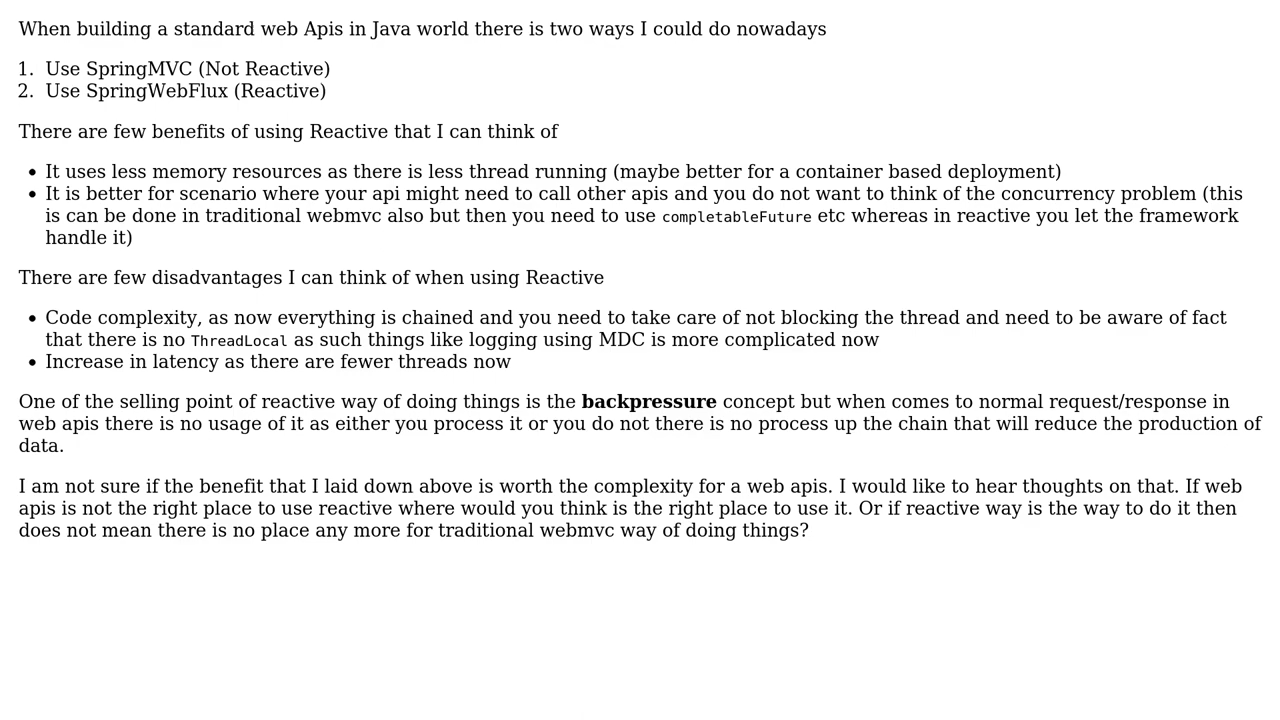 When building a standard web Apis in Java world there is two ways I could do nowadays
1. Use SpringMVC (Not Reactive)
2. Use SpringWebFlux (Reactive)
There are few benefits of using Reactive that I can think of
• It uses less memory resources as there is less thread running (maybe better for a container based deployment)
• It is better for scenario where your api might need to call other apis and you do not want to think of the concurrency problem (this
is can be done in traditional webmvc also but then you need to use completableFuture etc whereas in reactive you let the framework
handle it)
There are few disadvantages I can think of when using Reactive
• Code complexity, as now everything is chained and you need to take care of not blocking the thread and need to be aware of fact
that there is no ThreadLocal as such things like logging using MDC is more complicated now
• Increase in latency as there are fewer threads now
One of the selling point of reactive way of doing things is the backpressure concept but when comes to normal request/response in
web apis there is no usage of it as either you process it or you do not there is no process up the chain that will reduce the production of
data.
I am not sure if the benefit that I laid down above is worth the complexity for a web apis. I would like to hear thoughts on that. If web
apis is not the right place to use reactive where would you think is the right place to use it. Or if reactive way is the way to do it then
does not mean there is no place any more for traditional webmvc way of doing things?